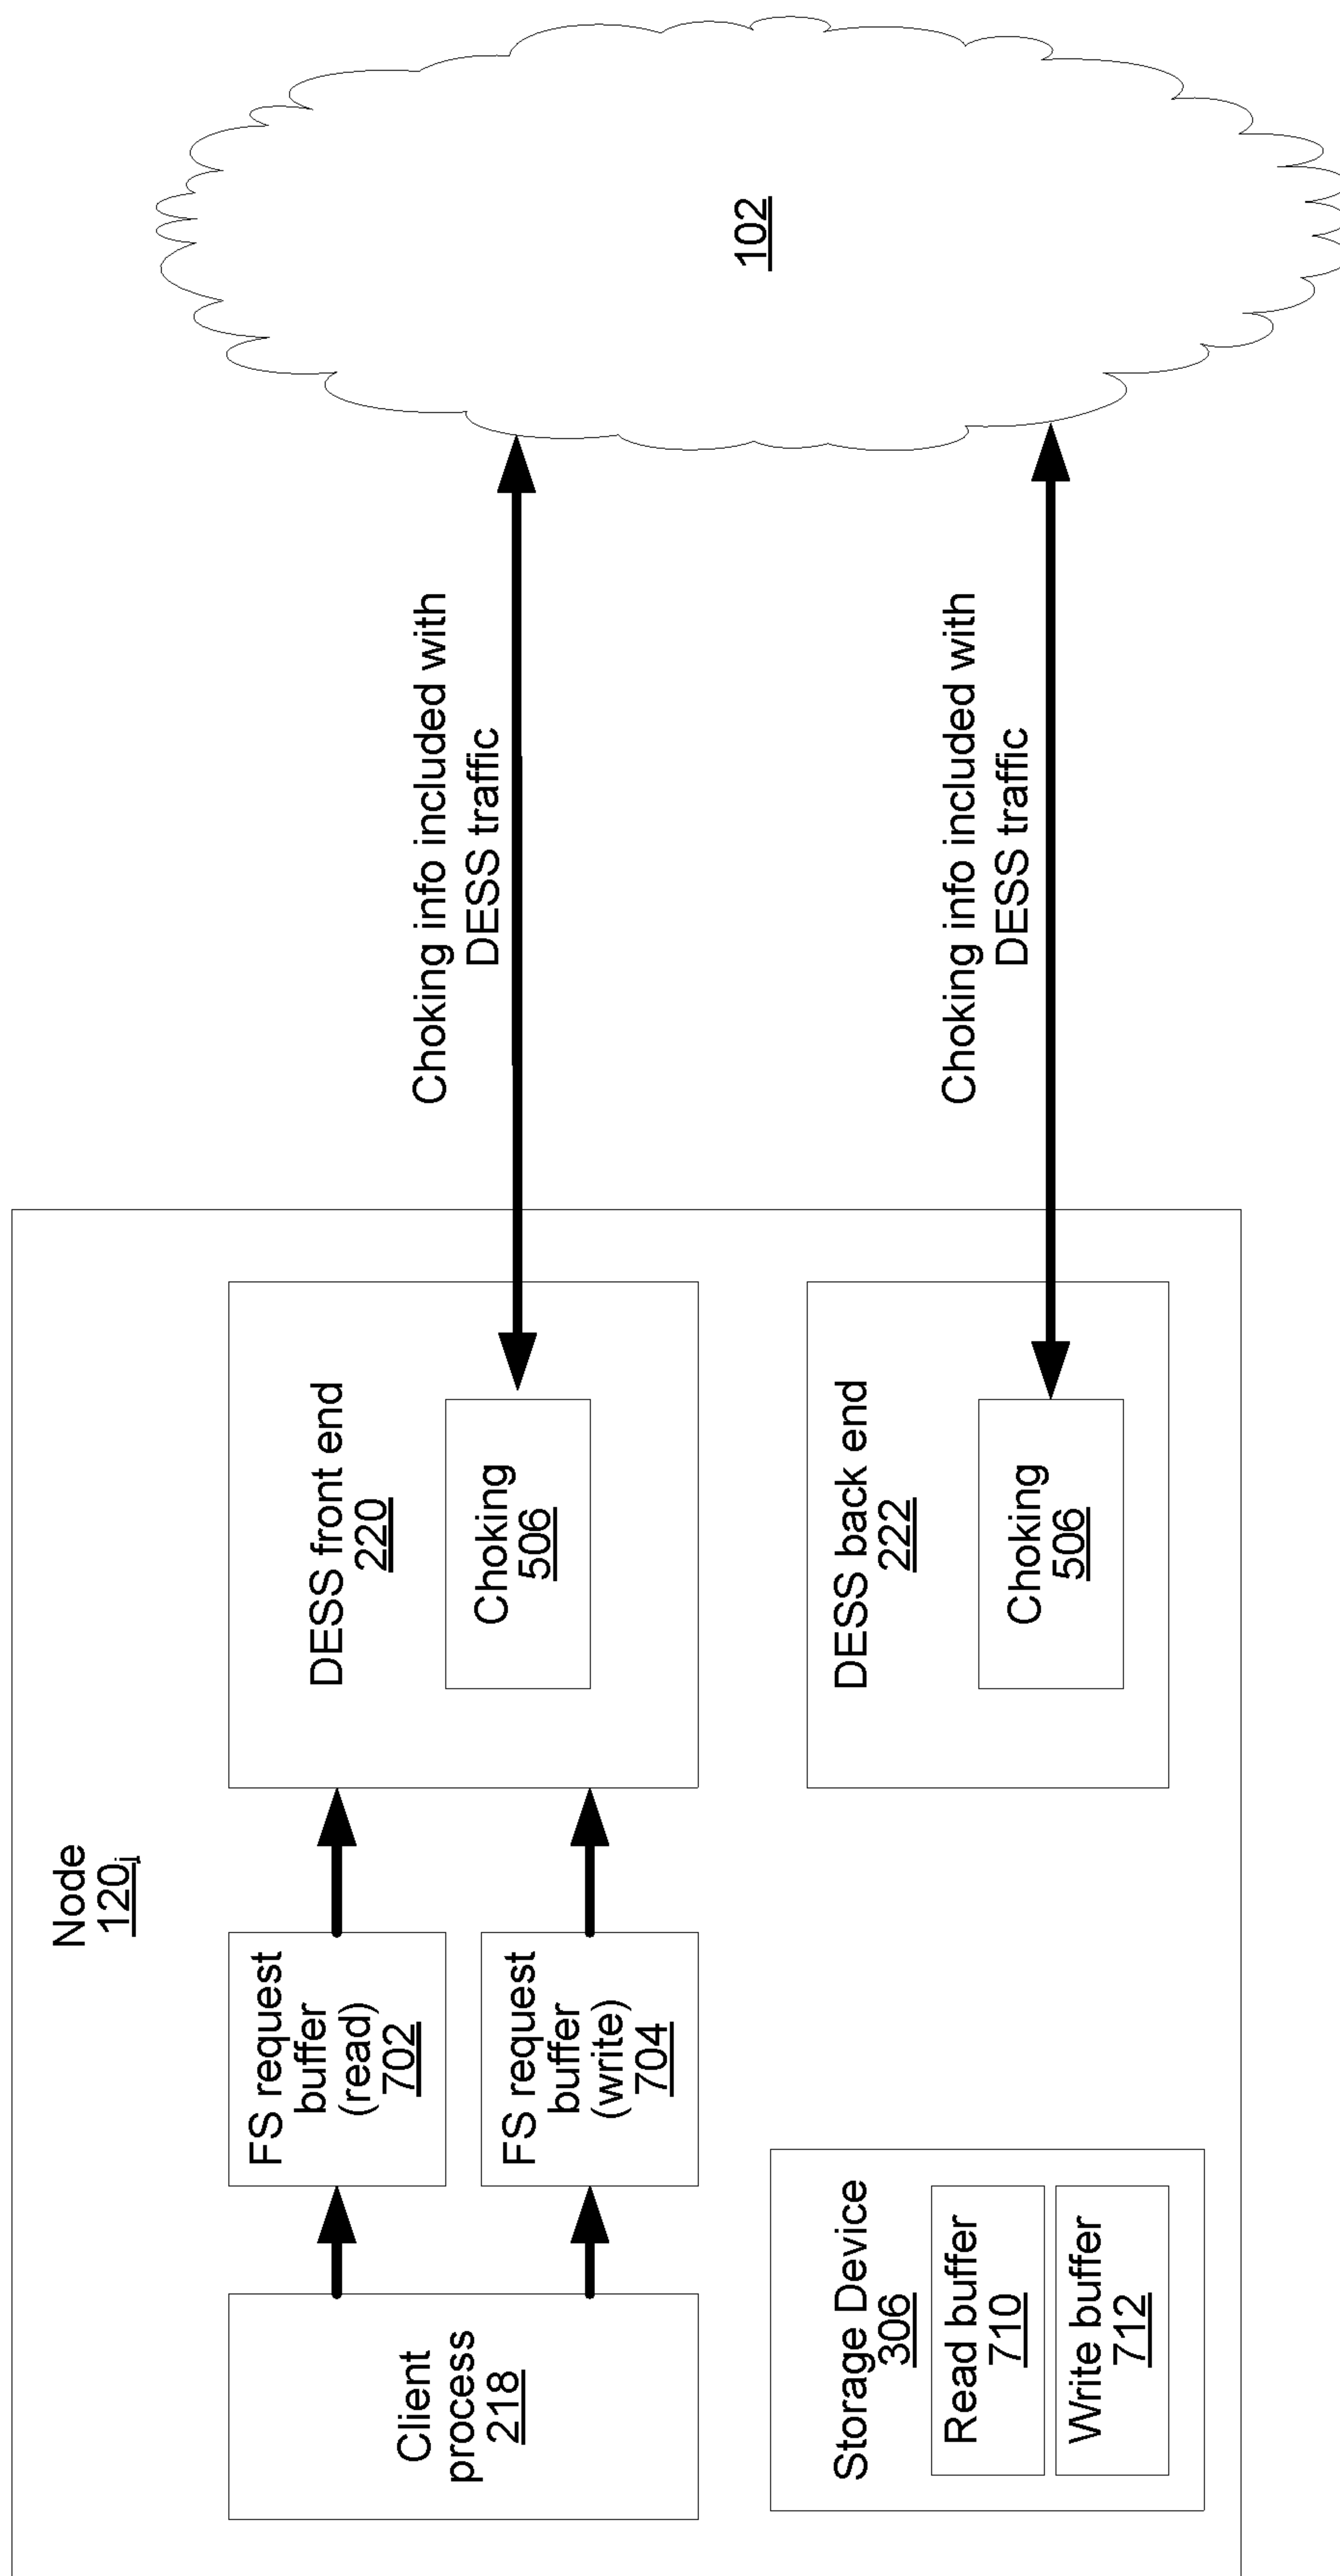 Node
120i
Client
process
218
FS request
buffer
(read)
702
FS request
buffer
(write)
704
DESS front end
220
Choking
506
Choking info included with
DESS traffic
102
Storage Device
306
Read buffer
710
Write buffer
712
DESS back end
222
Choking
506
Choking info included with
DESS traffic